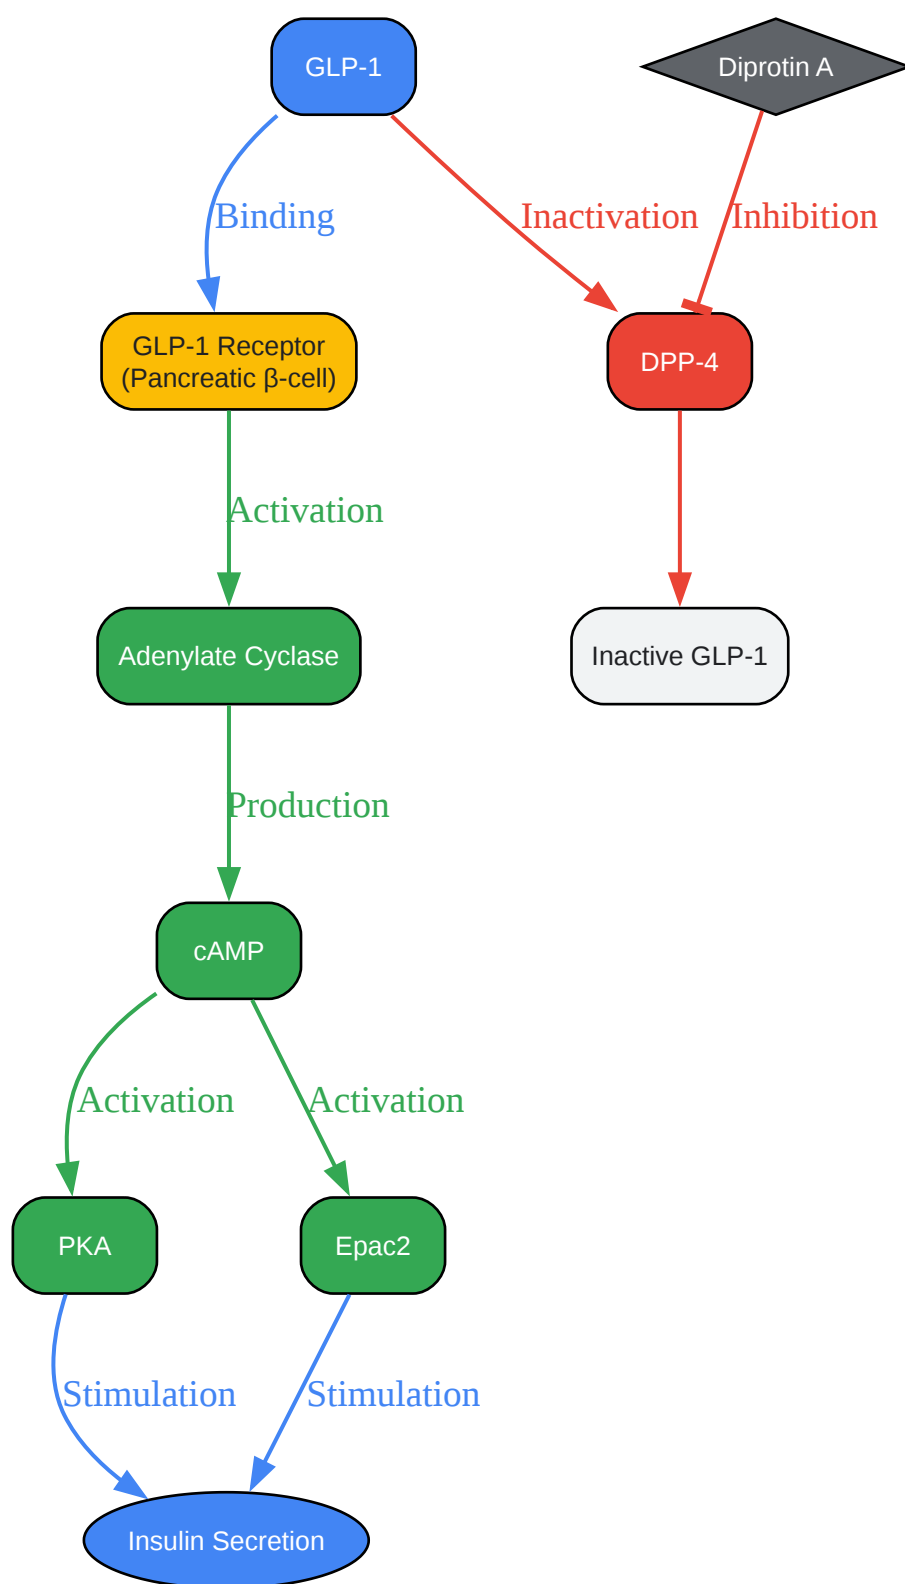 GLP-1
Diprotin A
Binding
Inactivation
Inhibition
GLP-1 Receptor
(Pancreatic β-cell)
DPP-4
Activation
Adenylate Cyclase
Inactive GLP-1
Production
cAMP
Activation
Activation
PKA
Epac2
Stimulation
Stimulation
Insulin Secretion